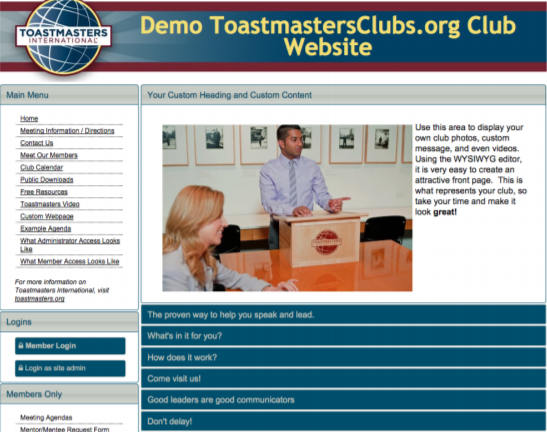 TOASTMASTERS
INTERNATIONAL
Demo ToastmastersClubs.org Club
Website
Main Menu
Home
Meeting Information / Directions
Contact Us
Meet Our Members
Club Calendar
Public Downloads
Free Resources
Toastmasters Video
Custom Webpage
Example Agenda
What Administrator Access Looks
Like
What Member Access Looks Like
For more information on
Toastmasters International, visit
toastmasters.org
Logins
Member Login
Login as site admin
Members Only
Meeting Agendas
Mentor/Mentee Request Form
Your Custom Heading and Custom Content
Use this area to display your
own club photos, custom
message, and even videos.
Using the WYSIWYG editor,
it is very easy to create an
attractive front page. This is
what represents your club, so
take your time and make it
look great!
The proven way to help you speak and lead.
What's in it for you?
How does it work?
Come visit us!
Good leaders are good communicators
Don't delay!